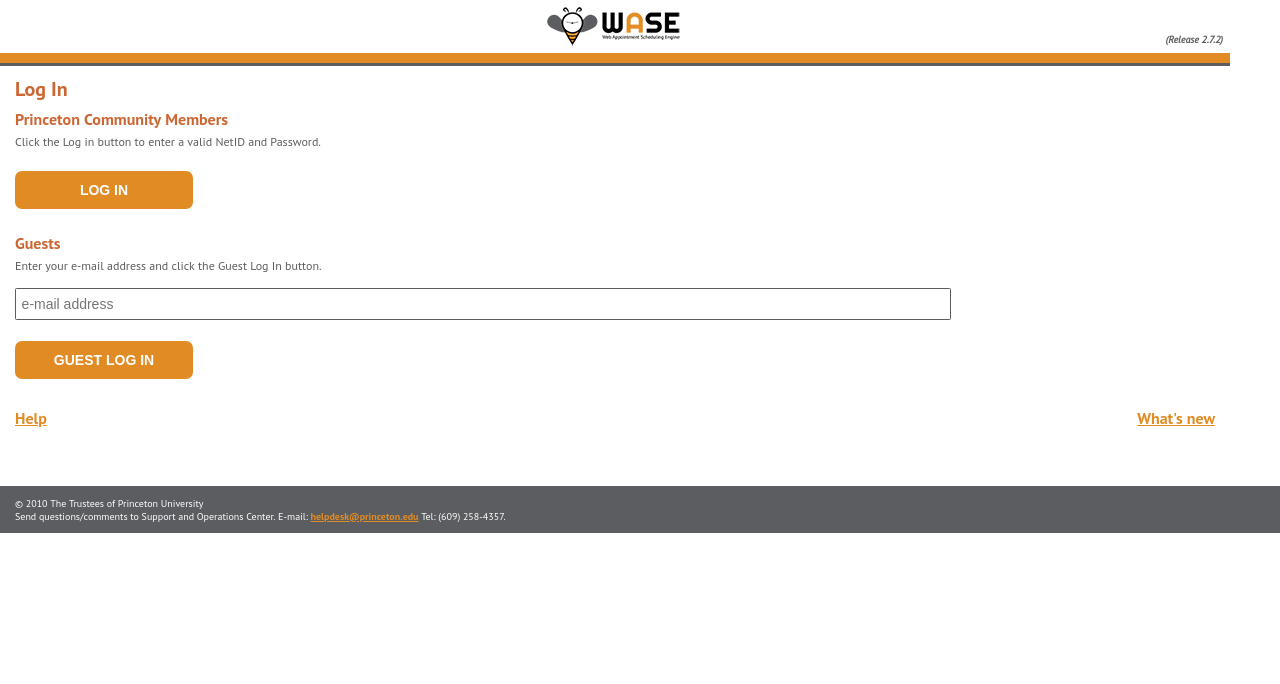 WASE
Web Appointment Scheduling Engine
(Release 2.7.2)
Log In
Princeton Community Members
Click the Log in button to enter a valid NetID and Password.
LOG IN
Guests
Enter your e-mail address and click the Guest Log In button.
e-mail address
GUEST LOG IN
Help
What's new
© 2010 The Trustees of Princeton University
Send questions/comments to Support and Operations Center. E-mail: helpdesk@princeton.edu Tel: (609) 258-4357.